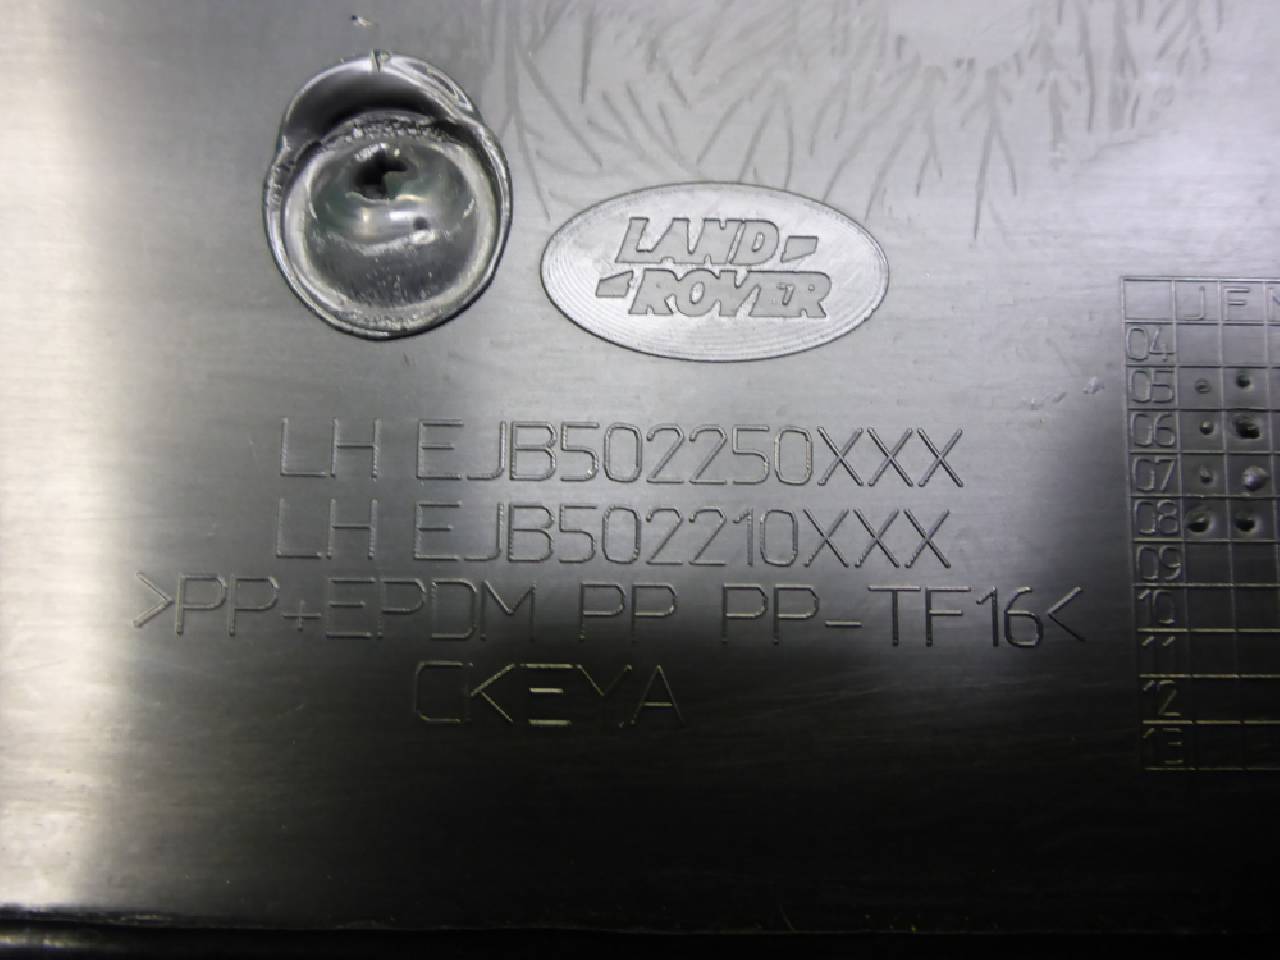 LAND-
-ROVER
LH EJB502250XXX
LH EJB502210XXX
>PP+EPDM PP PP-TF16<
CKEYA
J F
04
05
06
07
08
09
10
11
12
13